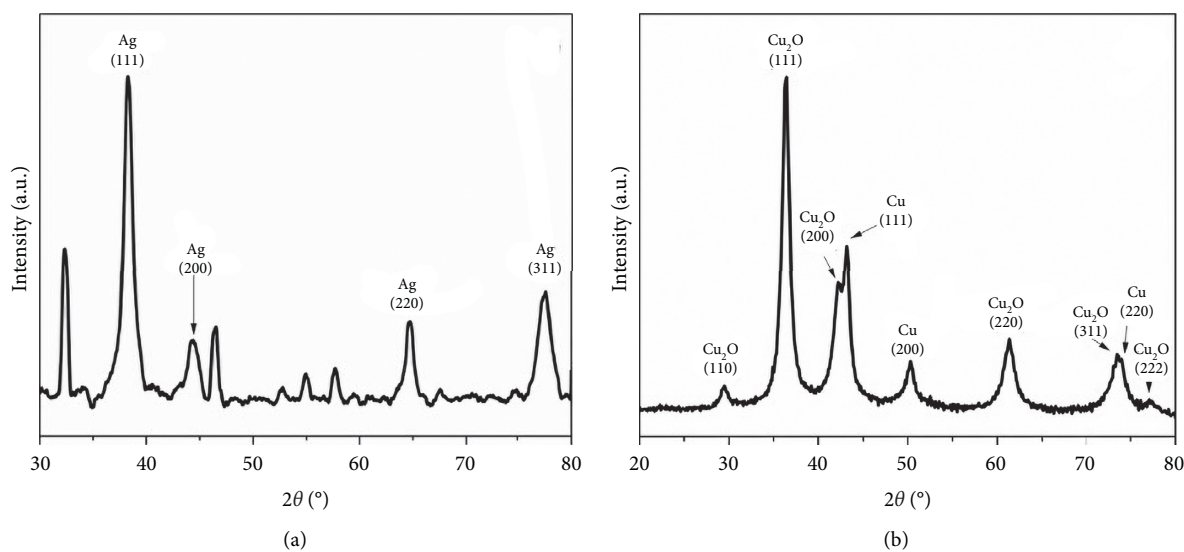 Ag
(111)
Ag
(200)
Ag
(220)
Ag
(311)
Intensity (a.u.)
30
40
50
60
70
80
2θ (°)
(a)
Cu₂O
(111)
Cu₂O
(200)
Cu
(111)
Cu₂O
(110)
Cu
(200)
Cu₂O
(220)
Cu₂O
(311)
Cu
(220)
Cu₂O
(222)
Intensity (a.u.)
20
30
40
50
60
70
80
2θ (°)
(b)